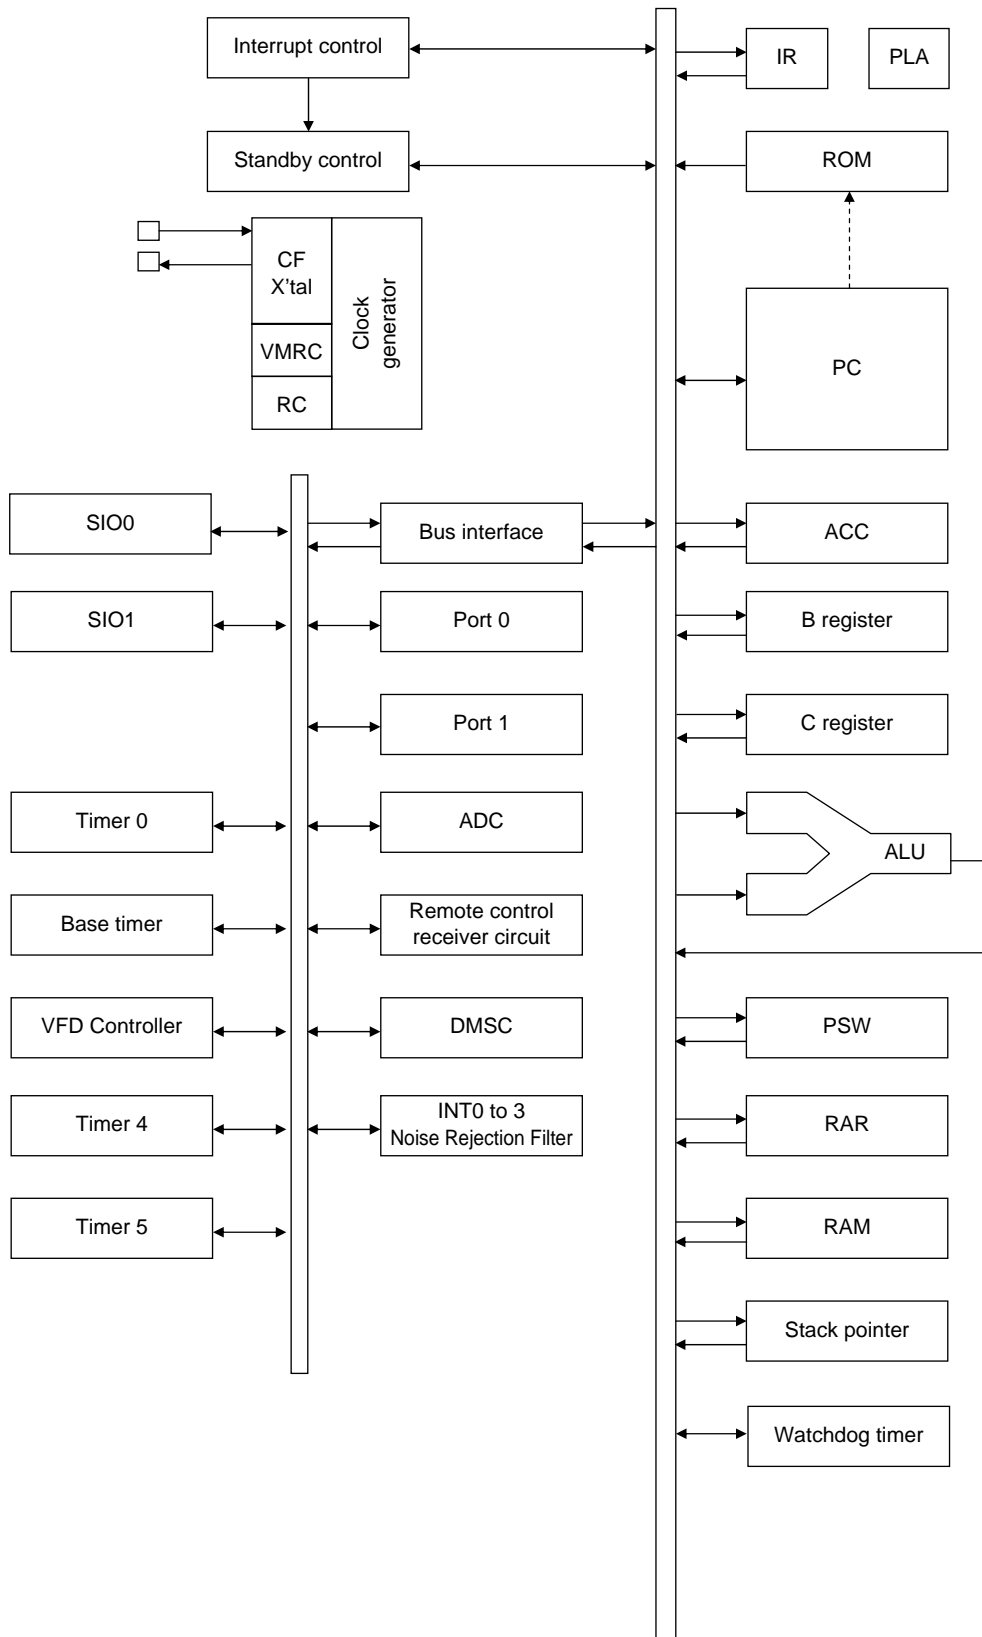 Interrupt control
IR
PLA
Standby control
ROM
CF
X'tal
VMRC
RC
Clock
generator
PC
SIO0
Bus interface
ACC
SIO1
Port 0
B register
Port 1
C register
Timer 0
ADC
ALU
Base timer
Remote control
receiver circuit
VFD Controller
DMSC
PSW
Timer 4
INT0 to 3
Noise Rejection Filter
RAR
Timer 5
RAM
Stack pointer
Watchdog timer